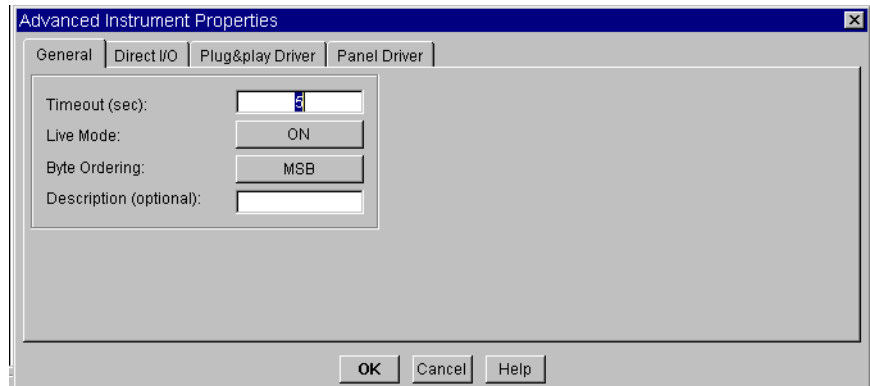 Advanced Instrument Properties
General Direct I/O Plug&play Driver Panel Driver
Timeout (sec): 5
Live Mode: ON
Byte Ordering: MSB
Description (optional):
OK Cancel Help